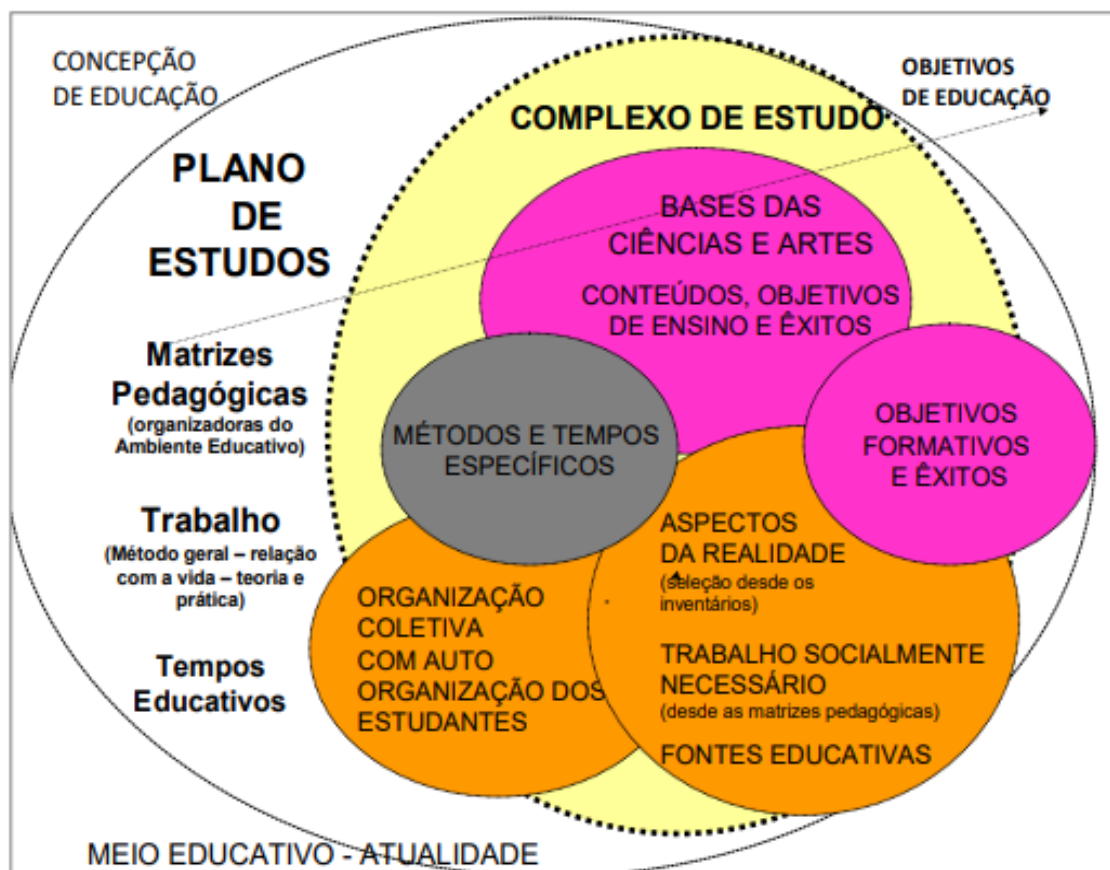 CONCEPÇÃO
DE EDUCAÇÃO
OBJETIVOS
DE EDUCAÇÃO
COMPLEXO DE ESTUDO
PLANO
DE
ESTUDOS
BASES DAS
CIÊNCIAS E ARTES
CONTEÚDOS, OBJETIVOS
DE ENSINO E ÊXITOS
Matrizes
Pedagógicas
(organizadoras do
Ambiente Educativo)
MÉTODOS E TEMPOS
ESPECÍFICOS
OBJETIVOS
FORMATIVOS
E ÊXITOS
Trabalho
(Método geral – relação
com a vida – teoria e
prática)
ASPECTOS
DA REALIDADE
(seleção desde os
inventários)
ORGANIZAÇÃO
COLETIVA
COM AUTO
ORGANIZAÇÃO DOS
ESTUDANTES
TRABALHO SOCIALMENTE
NECESSÁRIO
(desde as matrizes pedagógicas)
FONTES EDUCATIVAS
Tempos
Educativos
MEIO EDUCATIVO - ATUALIDADE